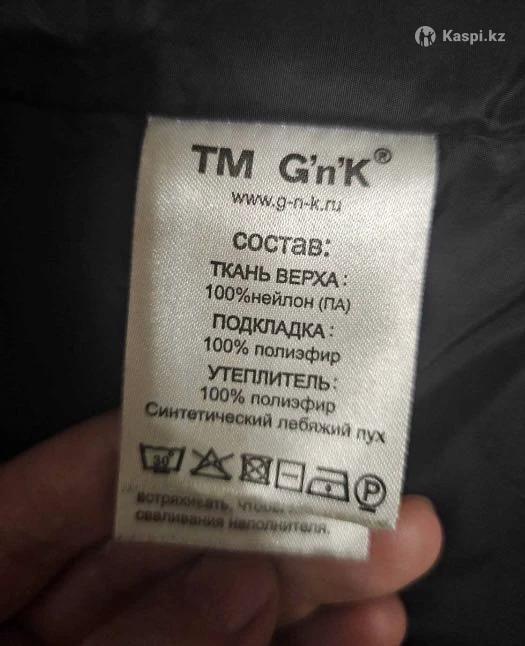 Kaspi.kz
TM G'n'K®
www.g-n-k.ru
состав:
ТКАНЬ ВЕРХА:
100%нейлон (ПА)
ПОДКЛАДКА:
100% полиэфир
УТЕПЛИТЕЛЬ:
100% полиэфир
Синтетический лебяжий пух
30°
P
встряхивать, чтобы
сваливания наполнителя.